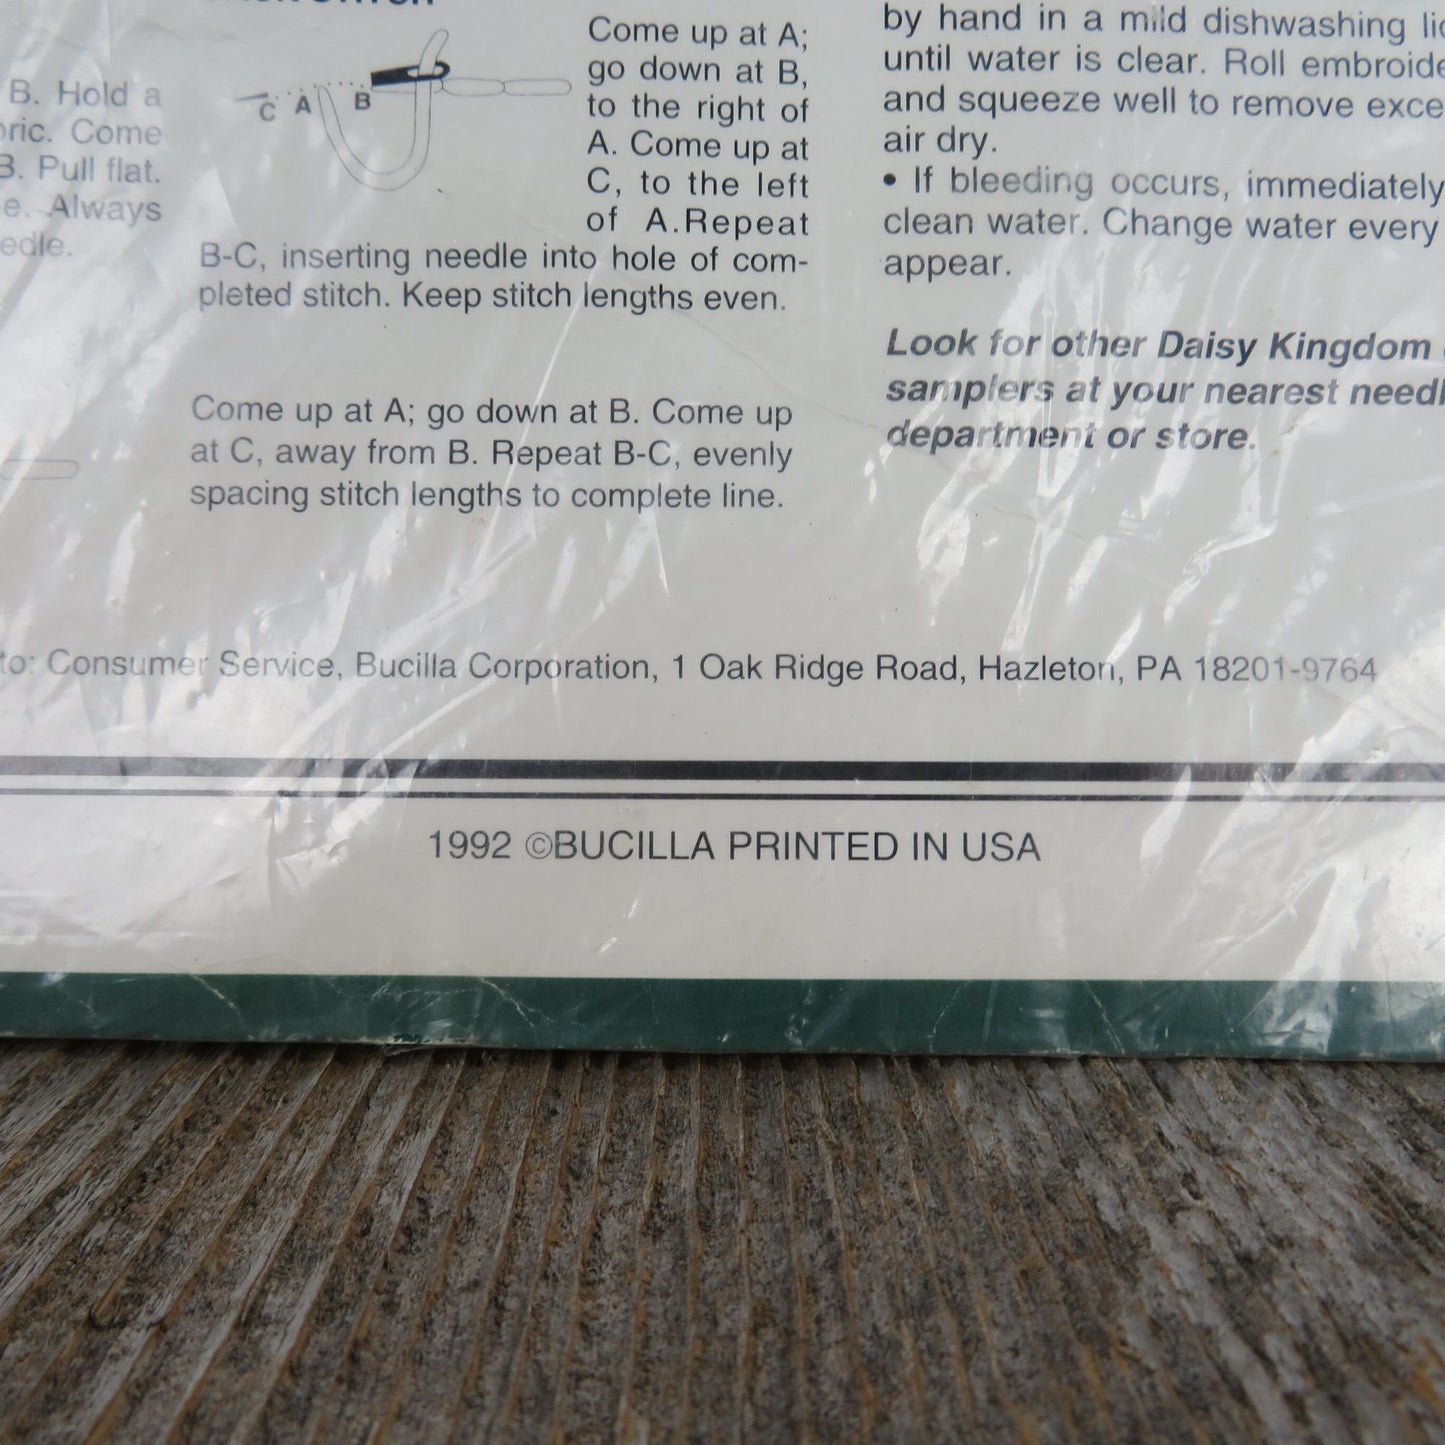 B. Hold a
Come
B. Pull flat.
Always
C A B
Come up at A;
go down at B,
to the right of
A. Come up at
C, to the left
of A.Repeat
B-C, inserting needle into hole of com-
pleted stitch. Keep stitch lengths even.
Come up at A; go down at B. Come up
at C, away from B. Repeat B-C, evenly
spacing stitch lengths to complete line.
by hand in a mild dishwashing
until water is clear. Roll
and squeeze well to remove
air dry.
• If bleeding occurs, immediately
clean water. Change water every
appear.
Look for other Daisy Kingdom
samplers at your nearest
department or store.
to: Consumer Service, Bucilla Corporation, 1 Oak Ridge Road, Hazleton, PA 18201-9764
1992 ©BUCILLA PRINTED IN USA